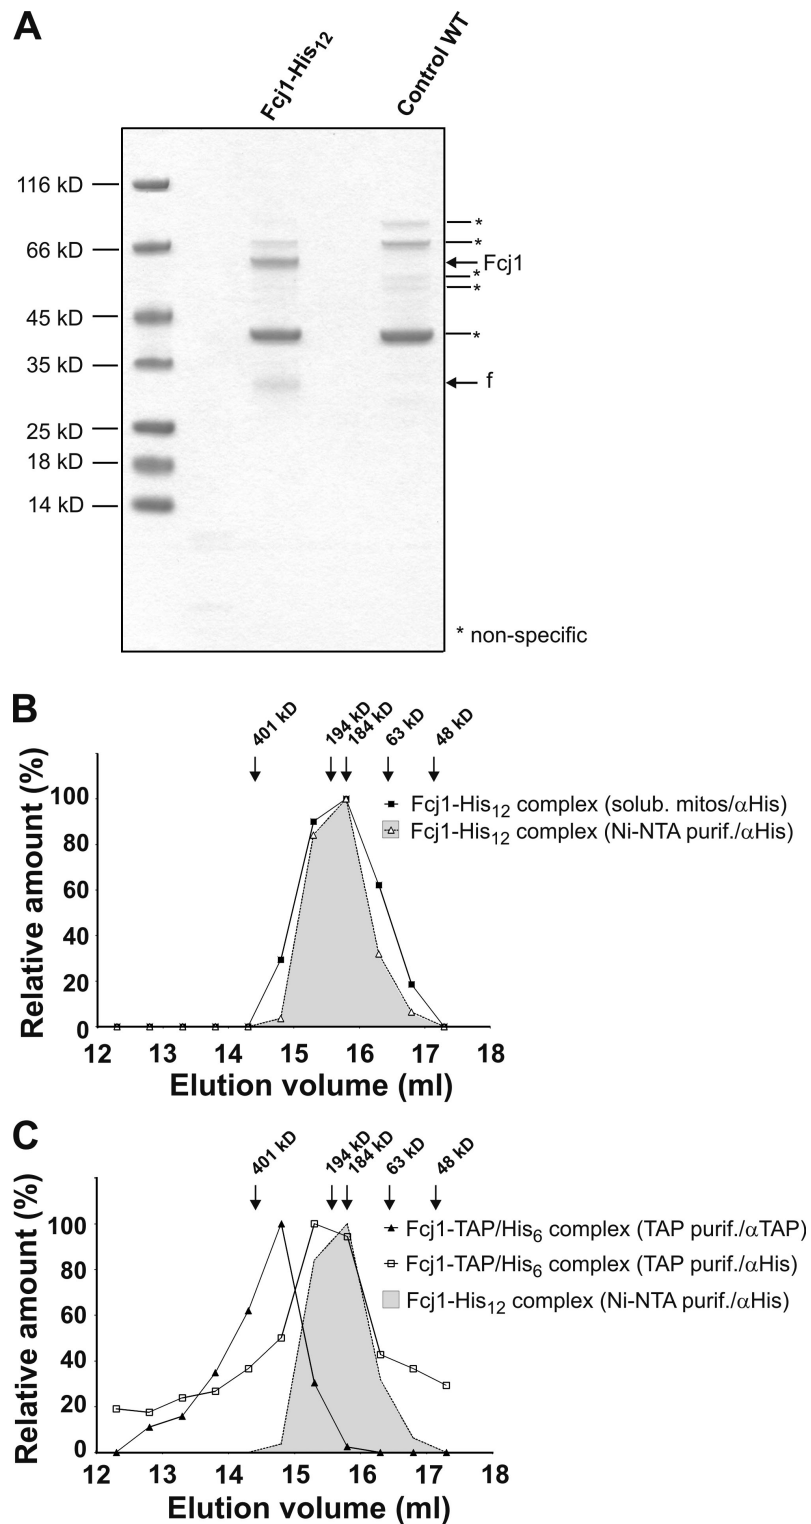 A
Fcj1-His12
Control WT
116 kD
66 kD
45 kD
35 kD
25 kD
18 kD
14 kD
*
*
Fcj1
*
*
*
f
* non-specific
B
401 kD
194 kD
184 kD
63 kD
48 kD
Relative amount (%)
100
80
60
40
20
0
Fcj1-His12 complex (solub. mitos/αHis)
Fcj1-His12 complex (Ni-NTA purif./αHis)
12 13 14 15 16 17 18
Elution volume (ml)
C
401 kD
194 kD
184 kD
63 kD
48 kD
Relative amount (%)
100
80
60
40
20
0
Fcj1-TAP/His6 complex (TAP purif./αTAP)
Fcj1-TAP/His6 complex (TAP purif./αHis)
Fcj1-His12 complex (Ni-NTA purif./αHis)
12 13 14 15 16 17 18
Elution volume (ml)